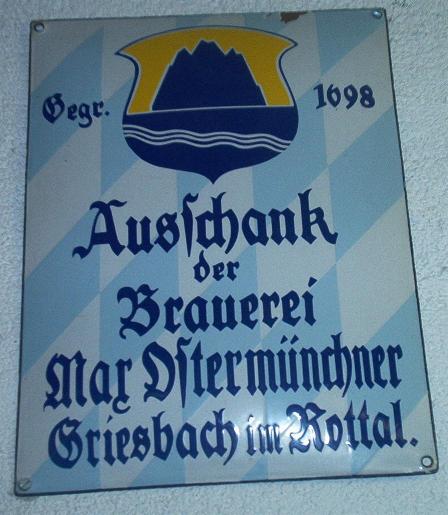 Gegr. 1698
Ausſchank
der
Brauerei
Max Oſtermünchner
Griesbach im Rottal.